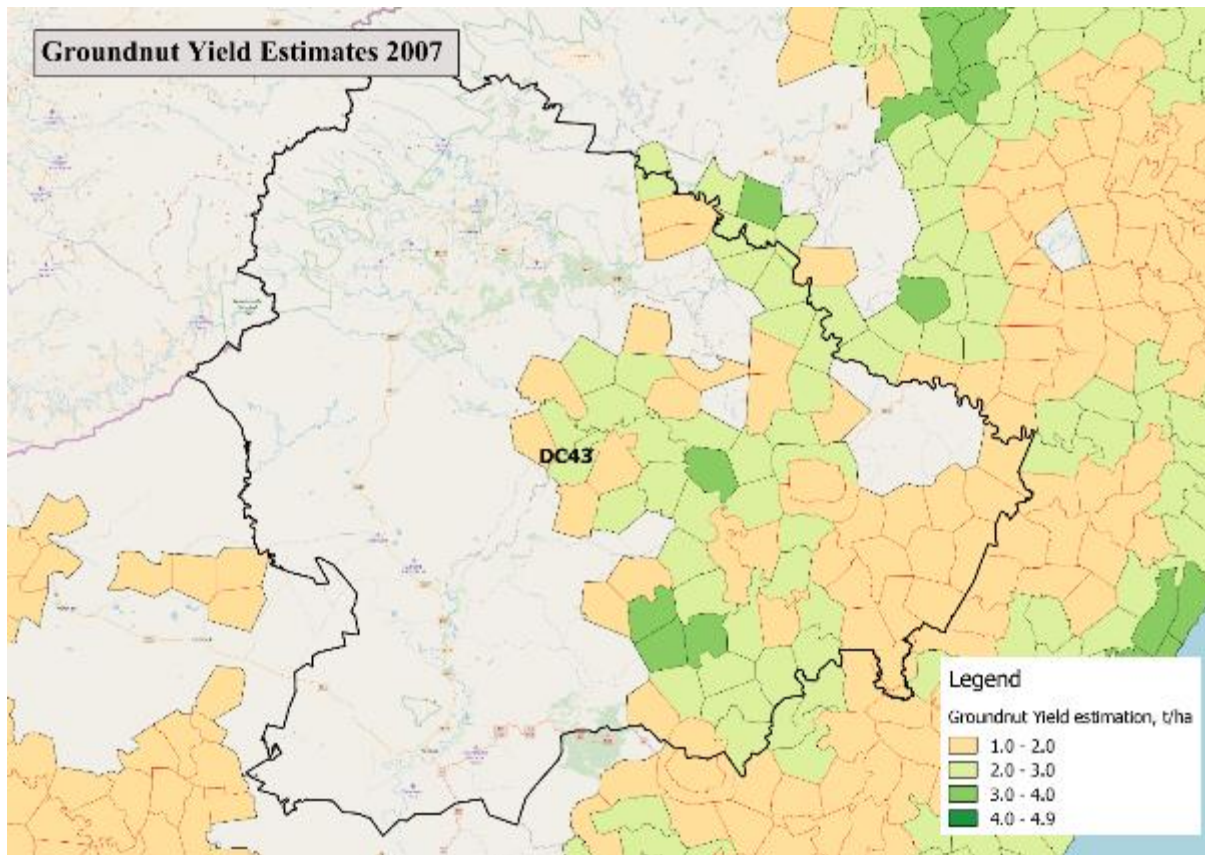 Groundnut Yield Estimates 2007
DC43
Legend
Groundnut Yield estimation, t/ha
1.0 - 2.0
2.0 - 3.0
3.0 - 4.0
4.0 - 4.9